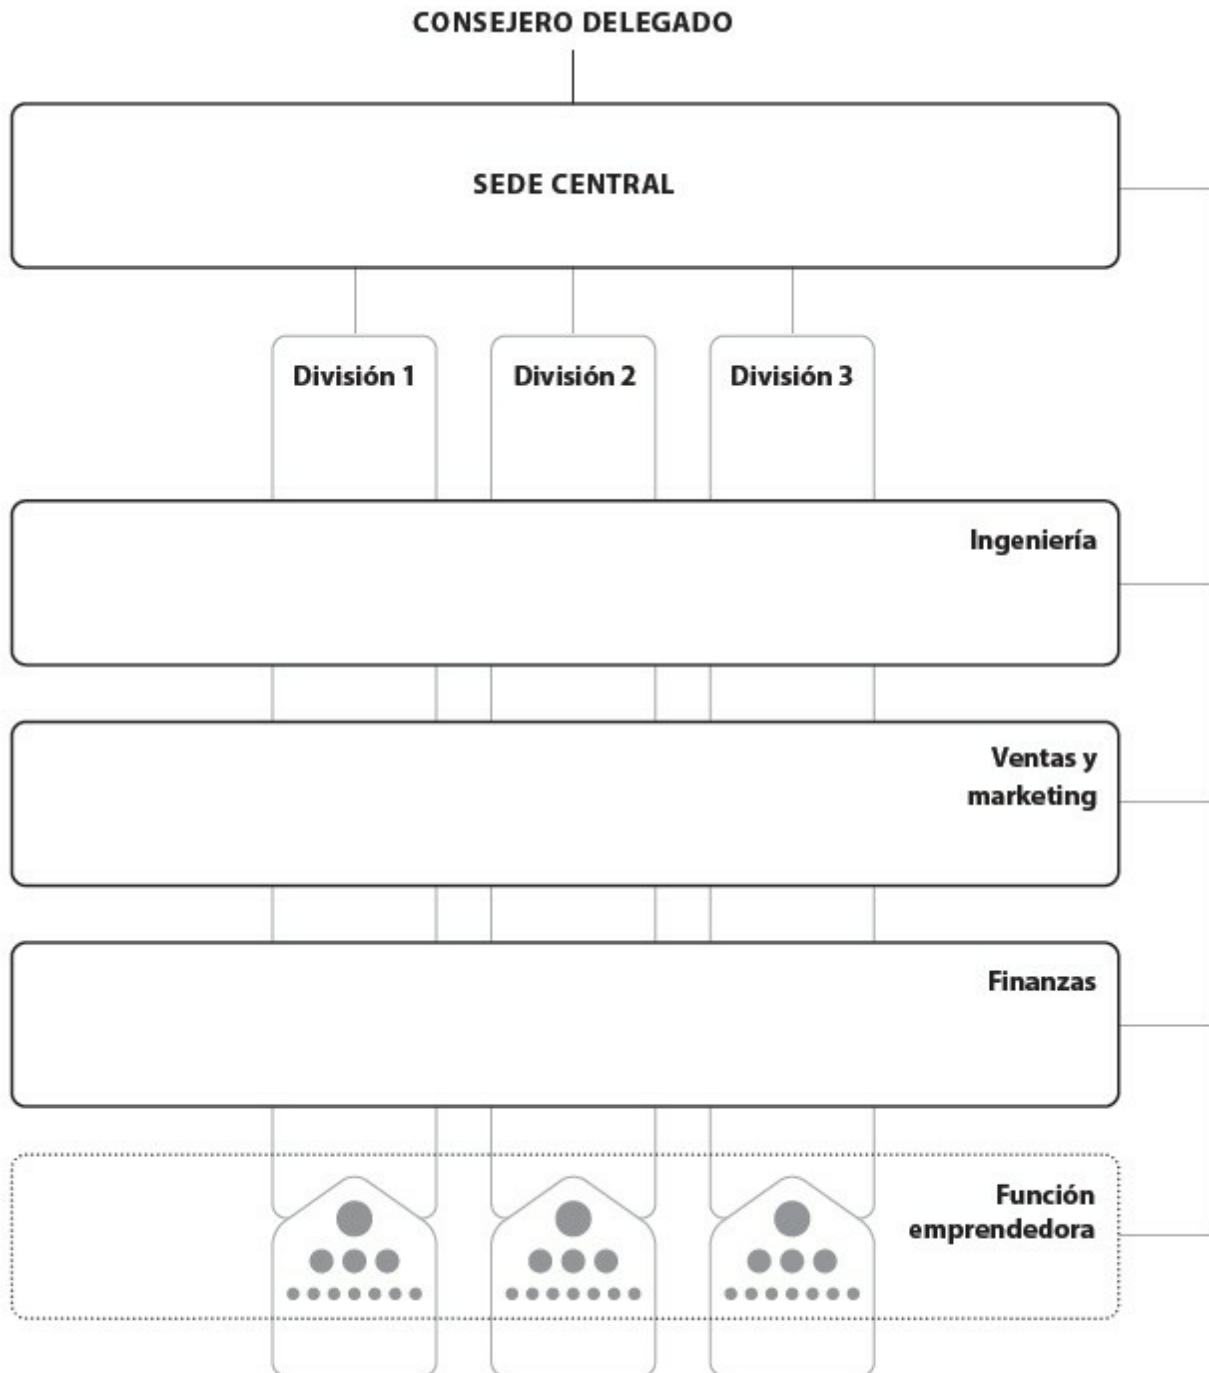 CONSEJERO DELEGADO
SEDE CENTRAL
División 1
División 2
División 3
Ingeniería
Ventas y
marketing
Finanzas
Función
emprendedora